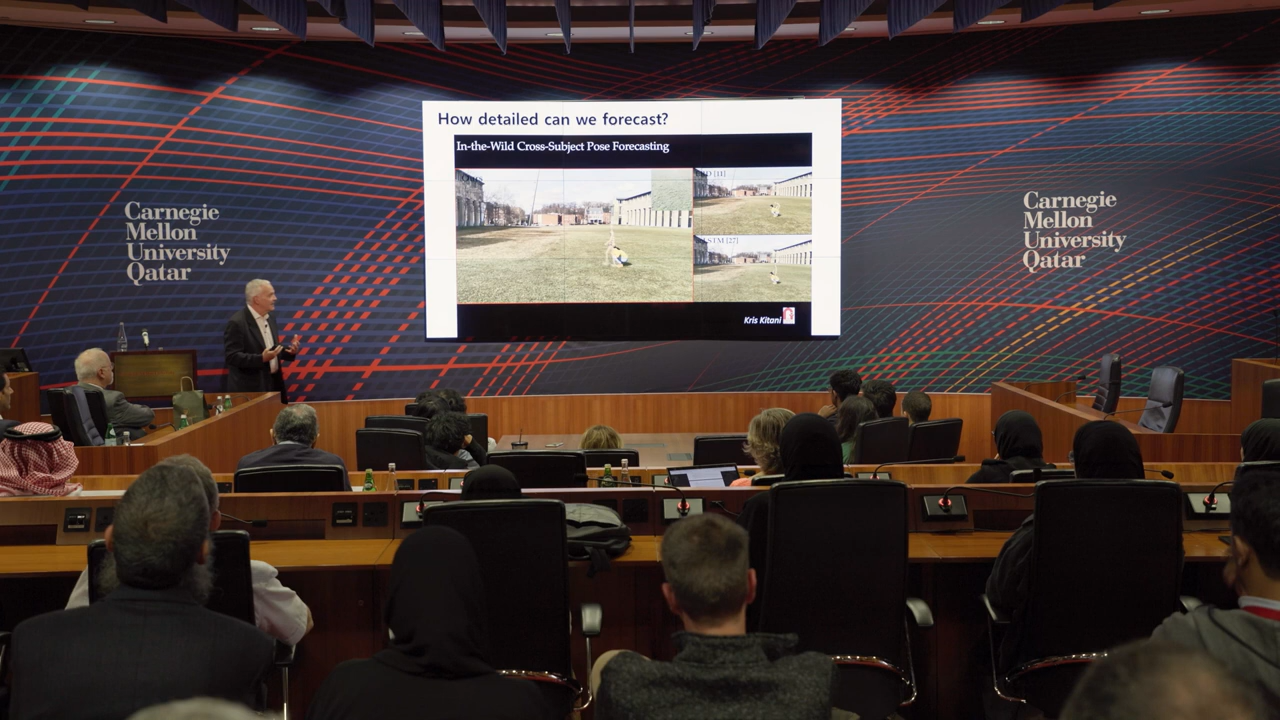 How detailed can we forecast?
In-the-Wild Cross-Subject Pose Forecasting
Kris Kitani
Carnegie
Mellon
University
Qatar
Carnegie
Mellon
University
Qatar